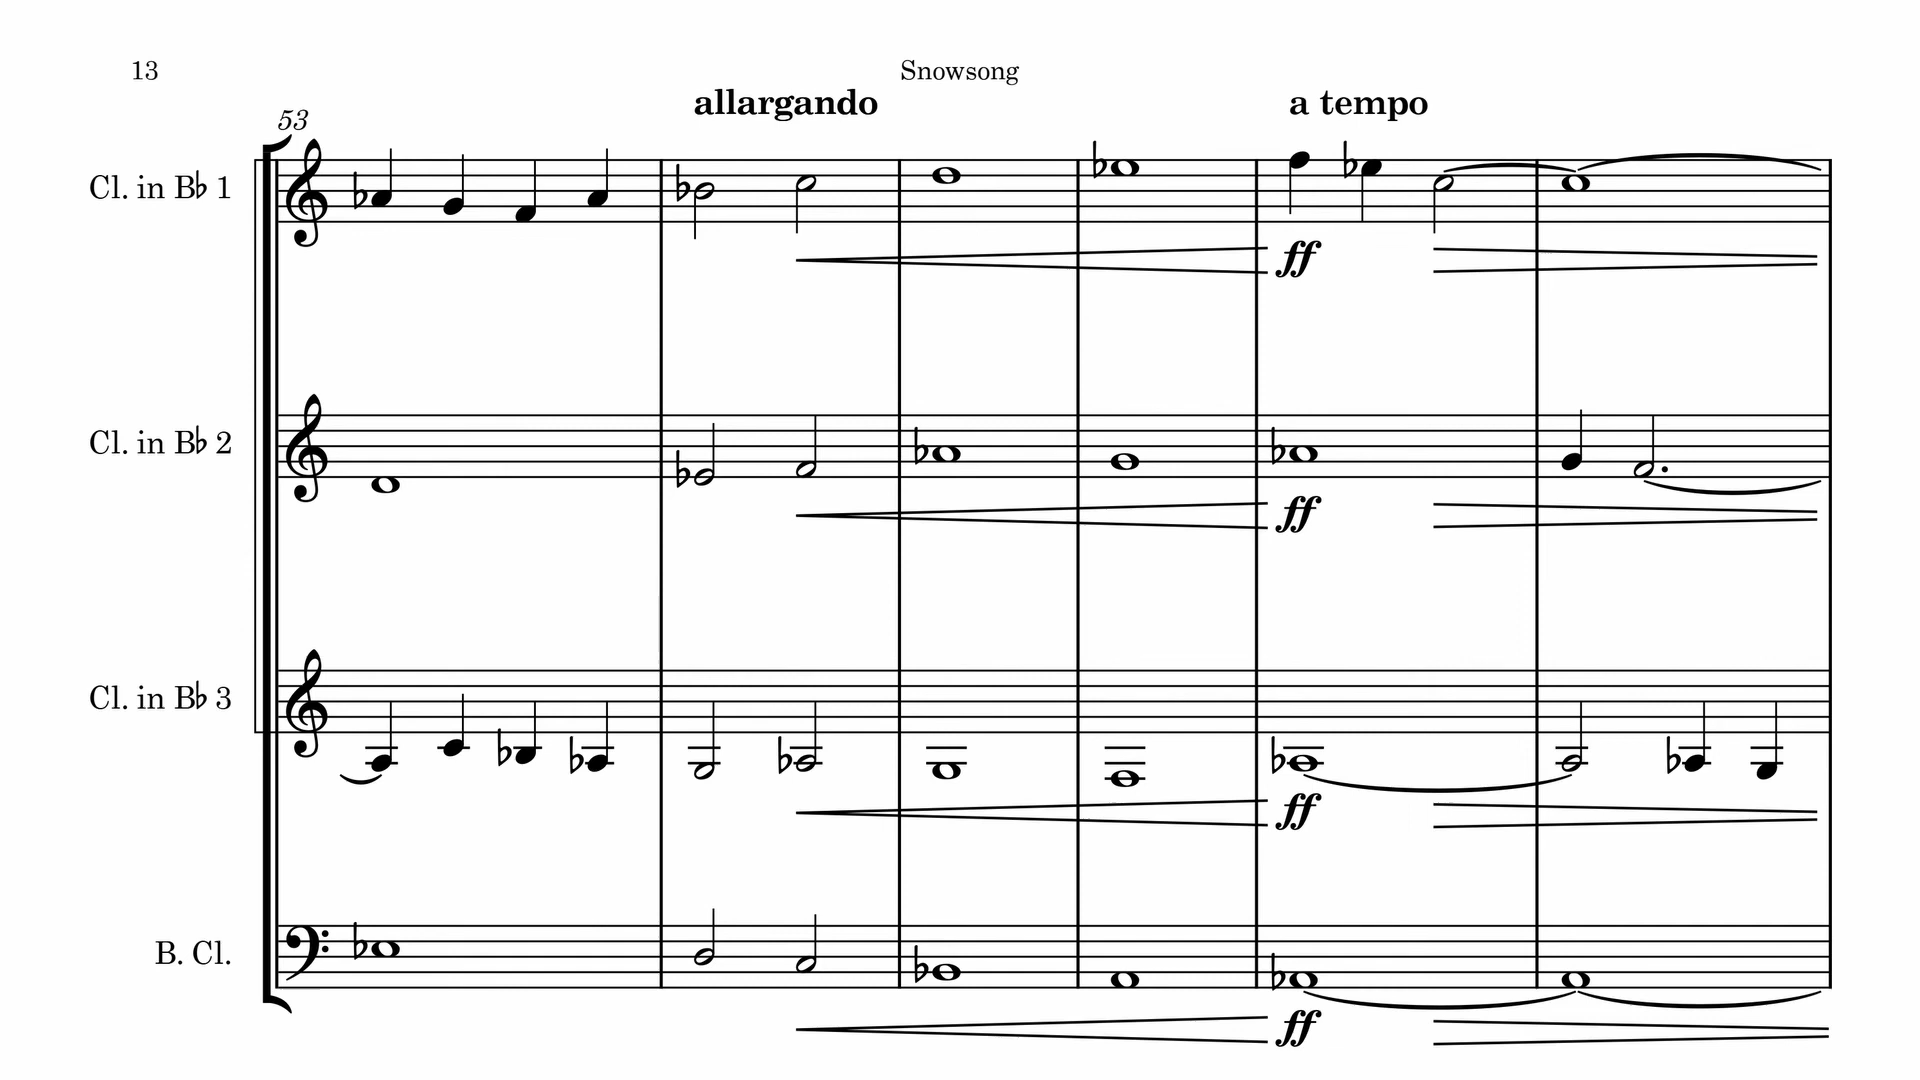 13 Snowsong
allargando a tempo
53
Cl. in B♭ 1
ff
Cl. in B♭ 2
ff
Cl. in B♭ 3
ff
B. Cl.
ff